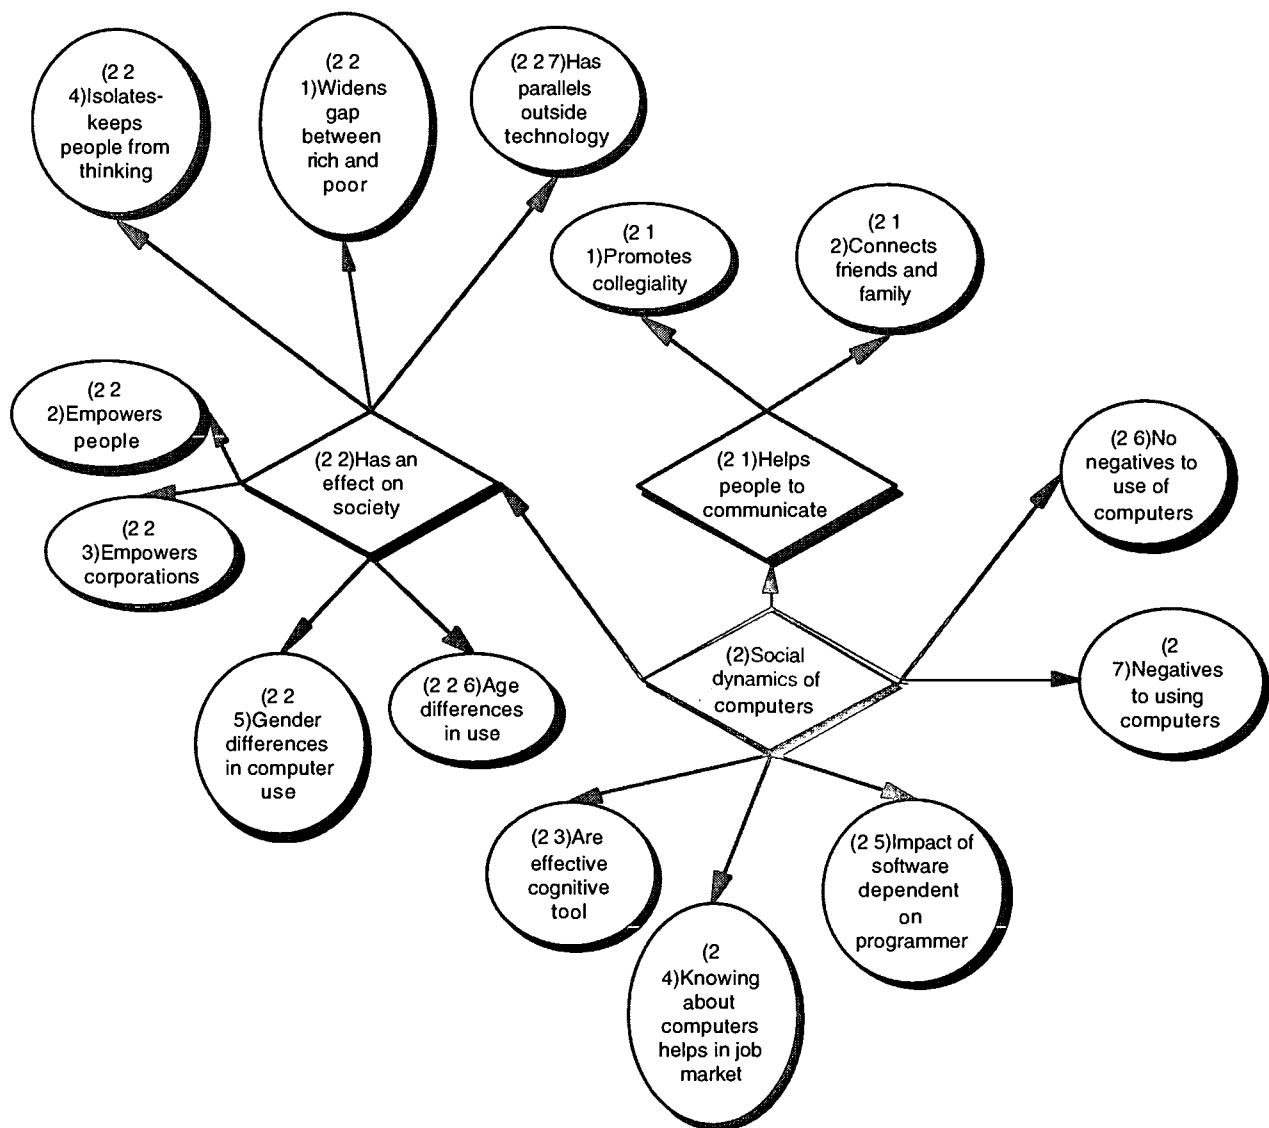 (2 2
4)Isolates-
keeps
people from
thinking
(2 2
1)Widens
gap
between
rich and
poor
(2 2 7)Has
parallels
outside
technology
(2 1
1)Promotes
collegiality
(2 1
2)Connects
friends and
family
(2 2
2)Empowers
people
(2 2)Has an
effect on
society
(2 1)Helps
people to
communicate
(2 6)No
negatives to
use of
computers
(2 2
3)Empowers
corporations
(2 2
5)Gender
differences
in computer
use
(2 2 6)Age
differences
in use
(2)Social
dynamics of
computers
(2
7)Negatives
to using
computers
(2 3)Are
effective
cognitive
tool
(2
4)Knowing
about
computers
helps in job
market
(2 5)Impact of
software
dependent
on
programmer